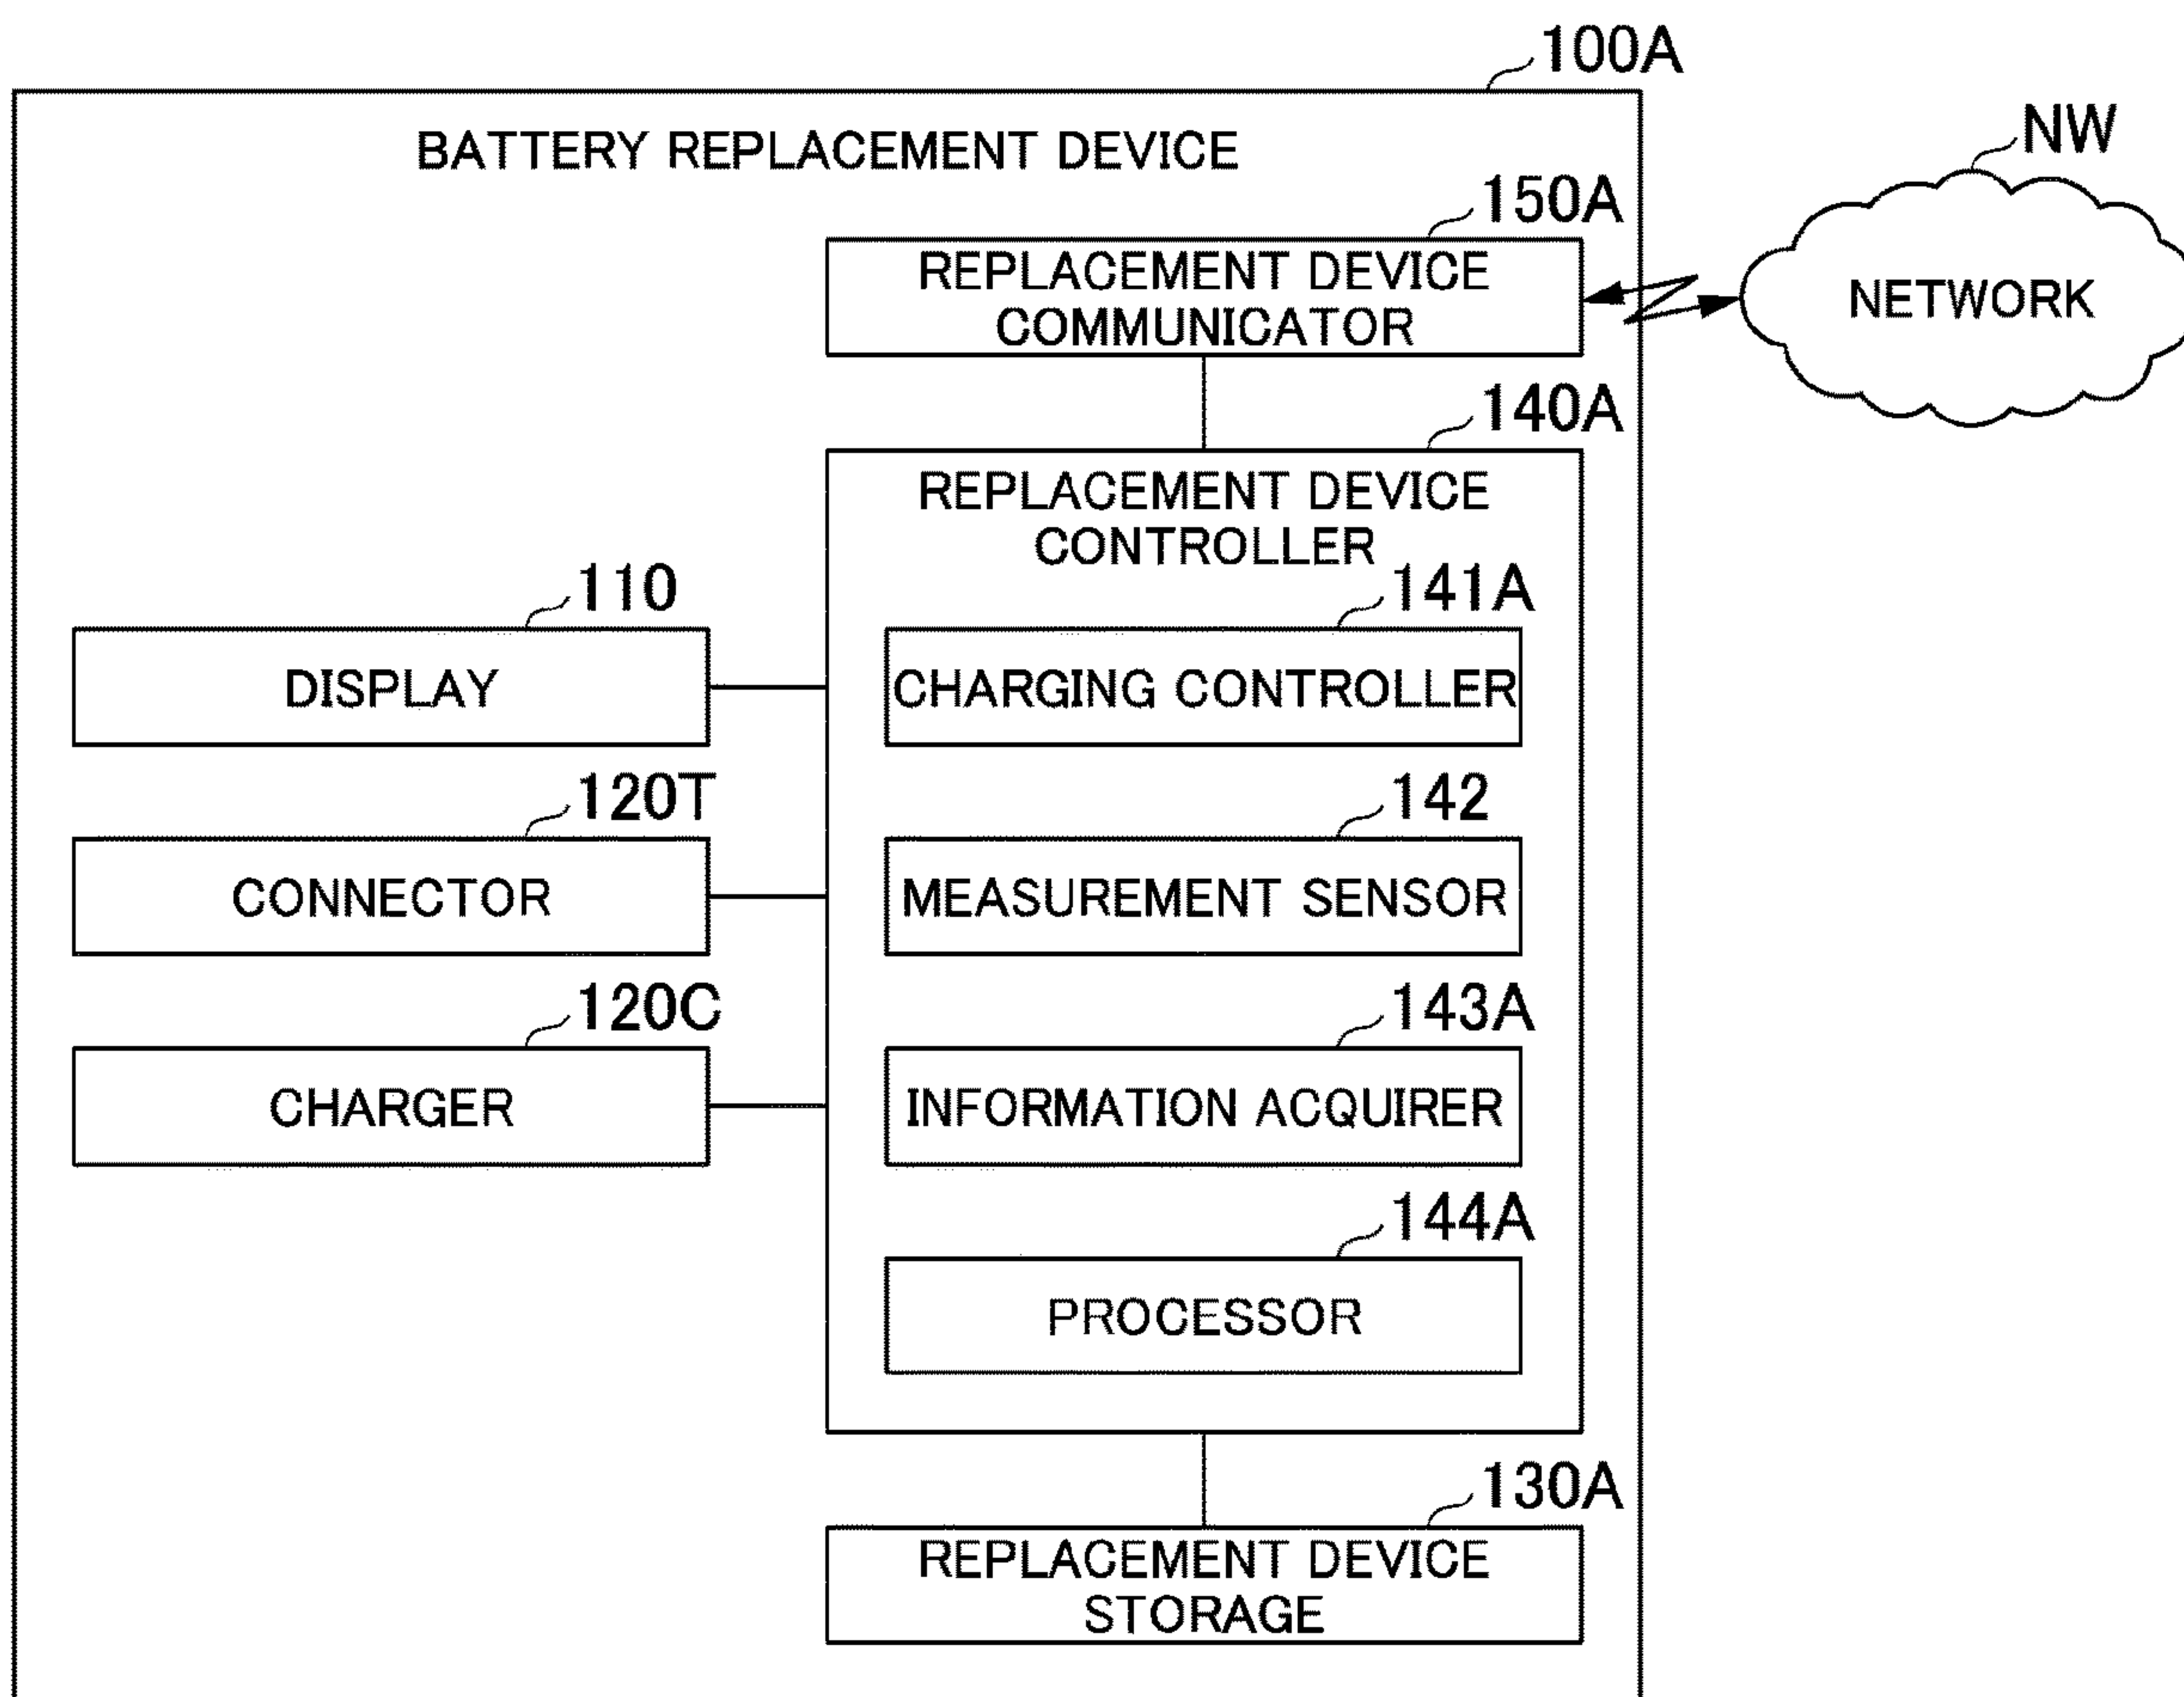 100A
BATTERY REPLACEMENT DEVICE
NW
150A
REPLACEMENT DEVICE
COMMUNICATOR
NETWORK
140A
REPLACEMENT DEVICE
CONTROLLER
110
DISPLAY
141A
CHARGING CONTROLLER
120T
CONNECTOR
142
MEASUREMENT SENSOR
120C
CHARGER
143A
INFORMATION ACQUIRER
144A
PROCESSOR
130A
REPLACEMENT DEVICE
STORAGE